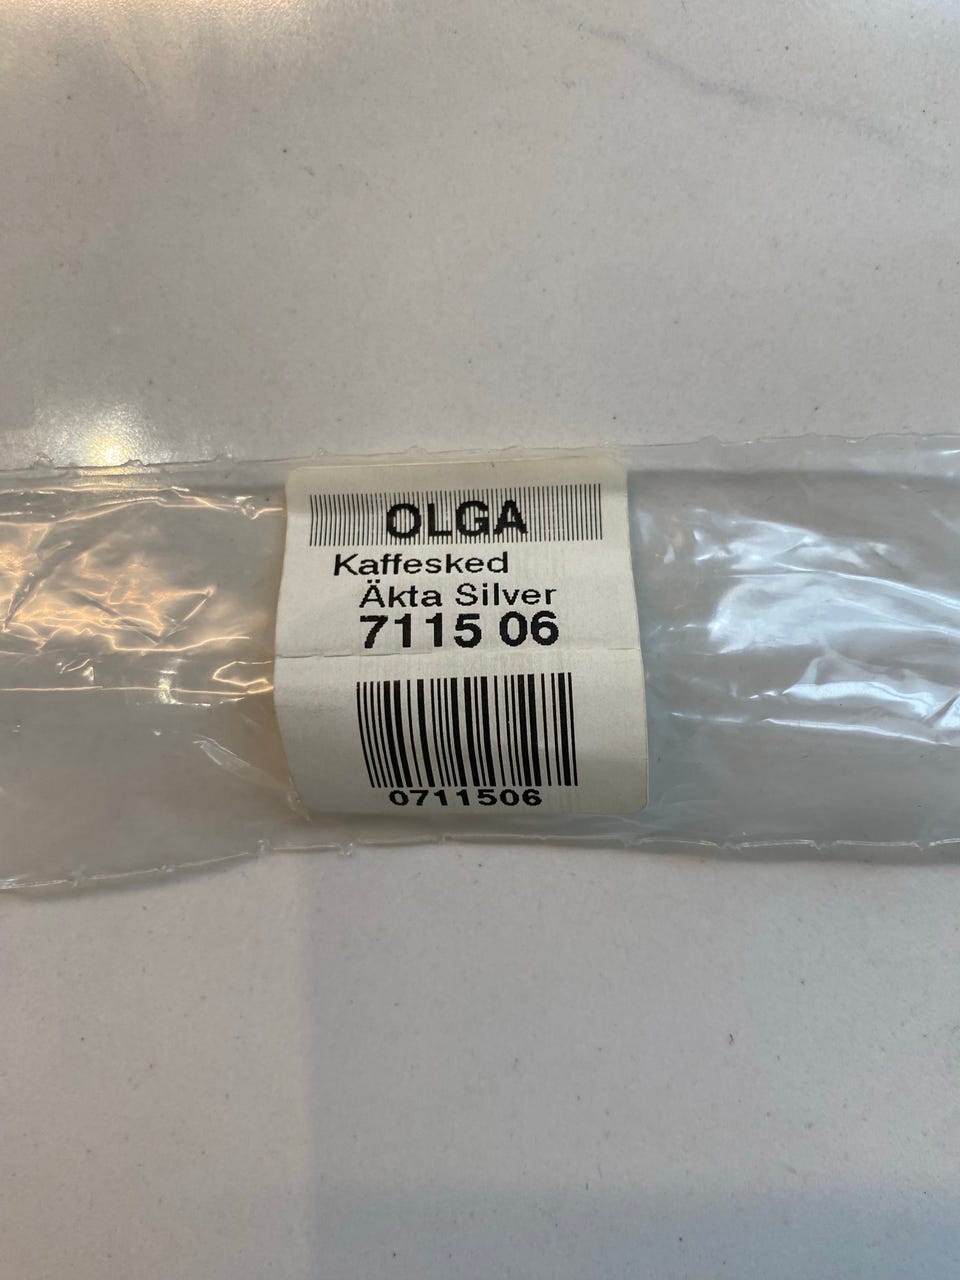 OLGA
Kaffesked
Äkta Silver
7115 06
0711506